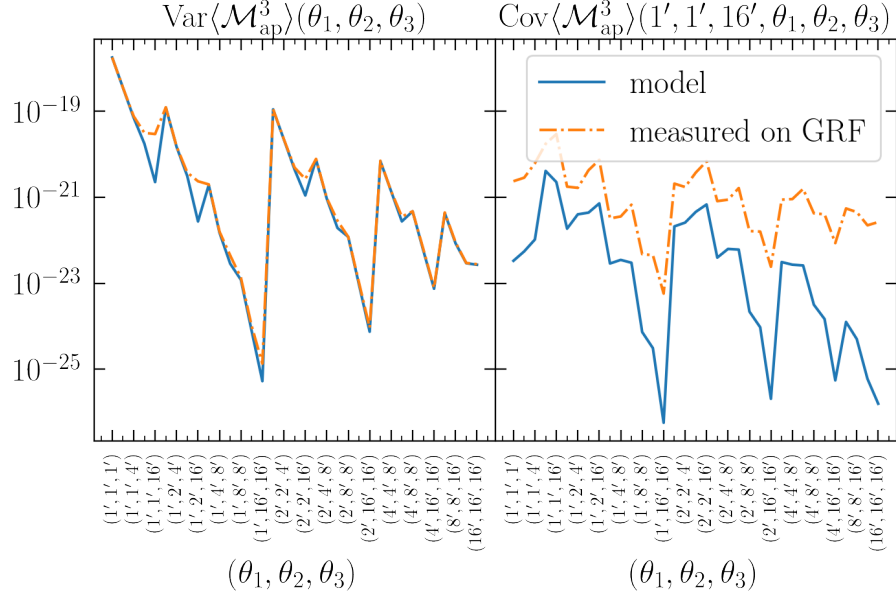 Var⟨ℳ³ₐₚ⟩(θ₁, θ₂, θ₃)
Cov⟨ℳ³ₐₚ⟩(1′, 1′, 16′, θ₁, θ₂, θ₃)
model
measured on GRF
10⁻¹⁹
10⁻²¹
10⁻²³
10⁻²⁵
(1′, 1′, 1′)
(1′, 1′, 4′)
(1′, 1′, 16′)
(1′, 2′, 4′)
(1′, 2′, 16′)
(1′, 4′, 8′)
(1′, 8′, 8′)
(1′, 16′, 16′)
(2′, 2′, 4′)
(2′, 2′, 16′)
(2′, 4′, 8′)
(2′, 8′, 8′)
(2′, 16′, 16′)
(4′, 4′, 8′)
(4′, 8′, 8′)
(4′, 16′, 16′)
(8′, 8′, 16′)
(16′, 16′, 16′)
(1′, 1′, 1′)
(1′, 1′, 4′)
(1′, 1′, 16′)
(1′, 2′, 4′)
(1′, 2′, 16′)
(1′, 4′, 8′)
(1′, 8′, 8′)
(1′, 16′, 16′)
(2′, 2′, 4′)
(2′, 2′, 16′)
(2′, 4′, 8′)
(2′, 8′, 8′)
(2′, 16′, 16′)
(4′, 4′, 8′)
(4′, 8′, 8′)
(4′, 16′, 16′)
(8′, 8′, 16′)
(16′, 16′, 16′)
(θ₁, θ₂, θ₃)
(θ₁, θ₂, θ₃)